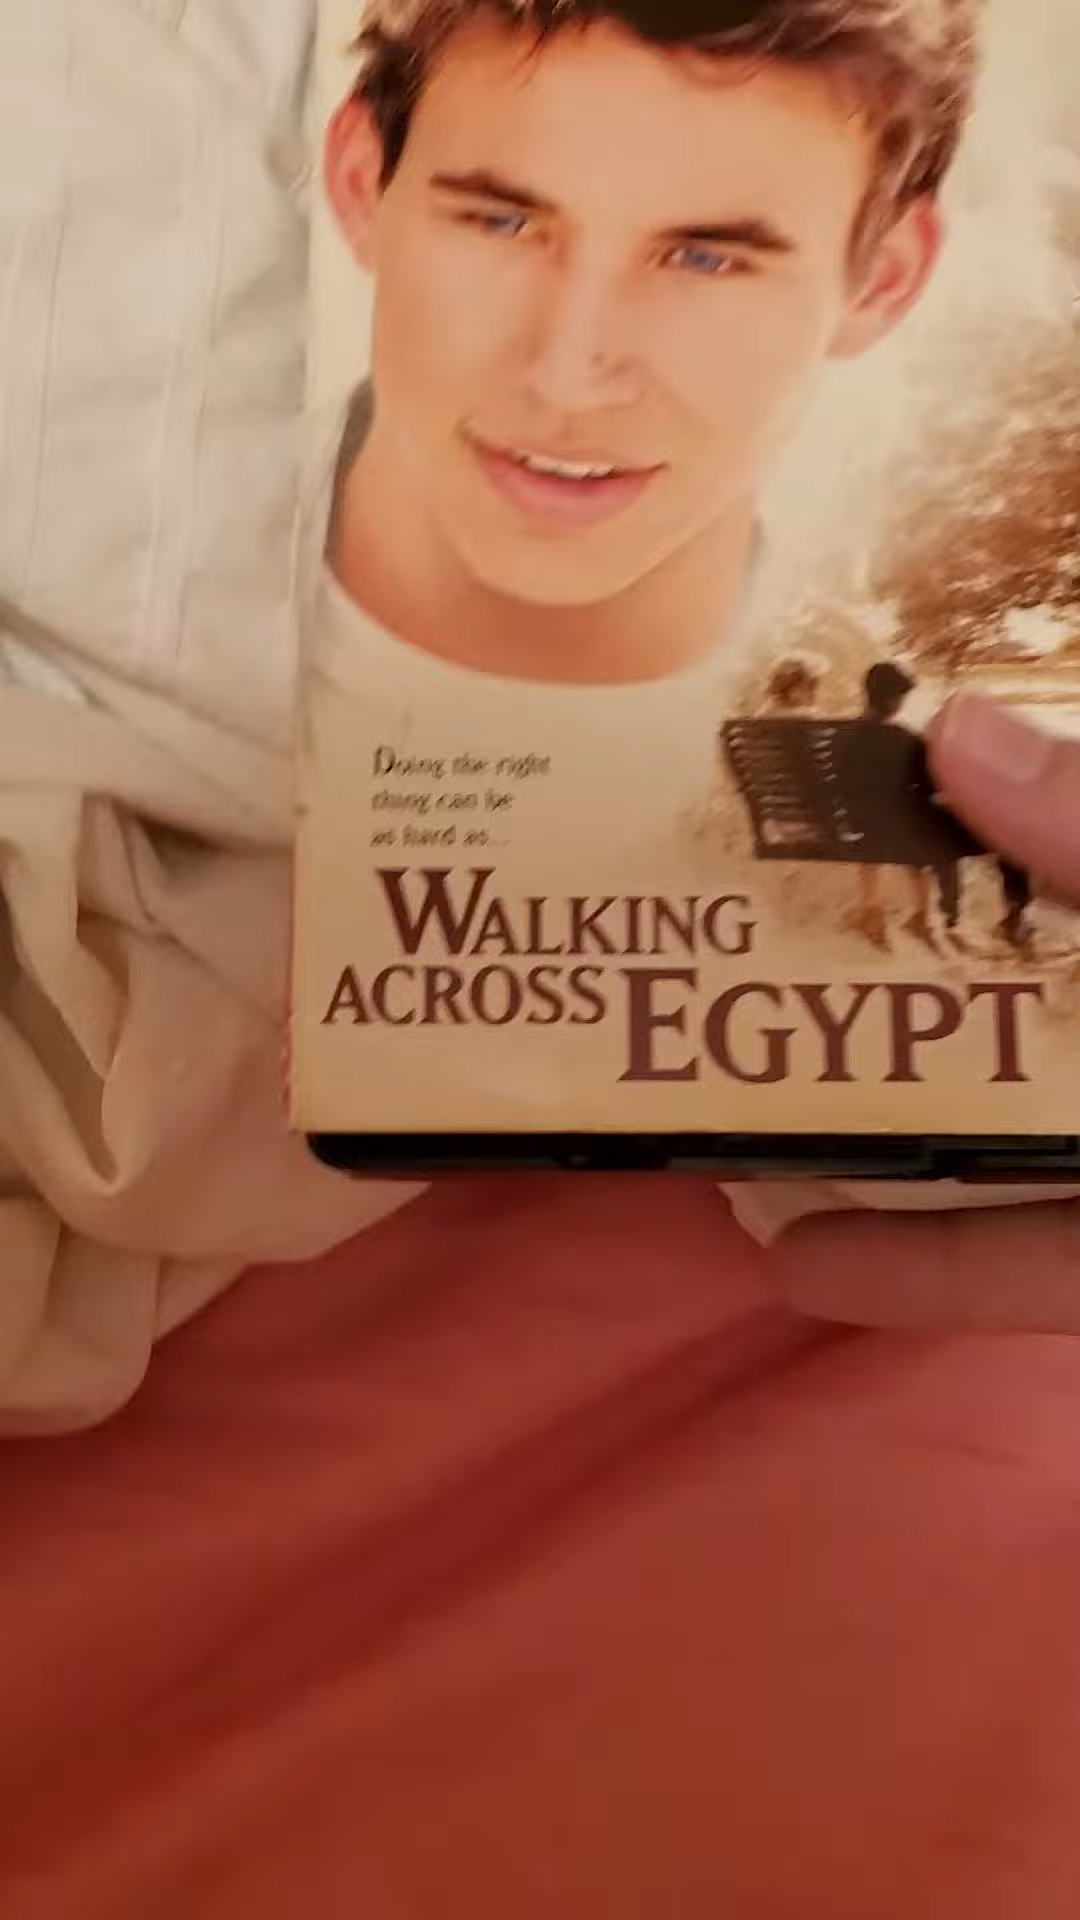 Doing the right
thing can be
as hard as...
WALKING
ACROSS EGYPT